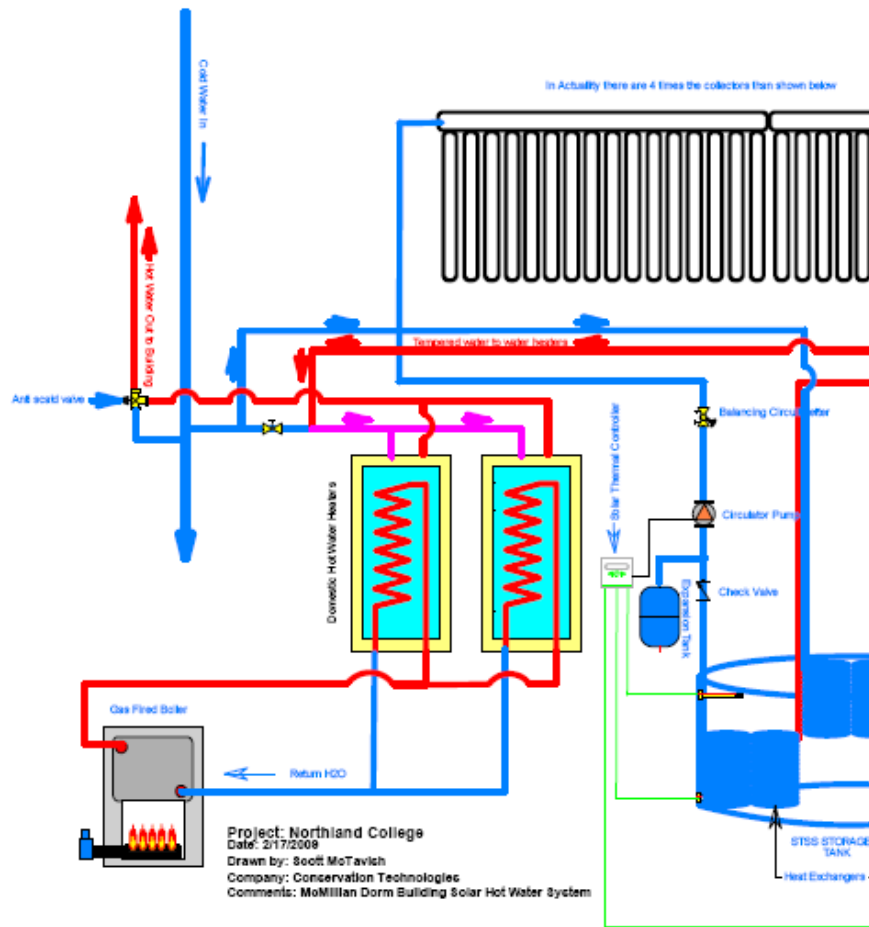 In Actuality there are 4 times the collectors than shown below
Cold Water In
Hot Water Out to Building
Tempered water to water heaters
Anti scald valve
Solar Thermal Controller
Balancing Circuit
Circulator Pump
Domestic Hot Water Heaters
Check Valve
Expansion Tank
Gas Fired Boiler
Return H2O
Project: Northland College
Date: 2/17/2009
Drawn by: Scott McTavish
Company: Conservation Technologies
Comments: McMillian Dorm Building Solar Hot Water System
STSS STORAGE
TANK
Heat Exchangers